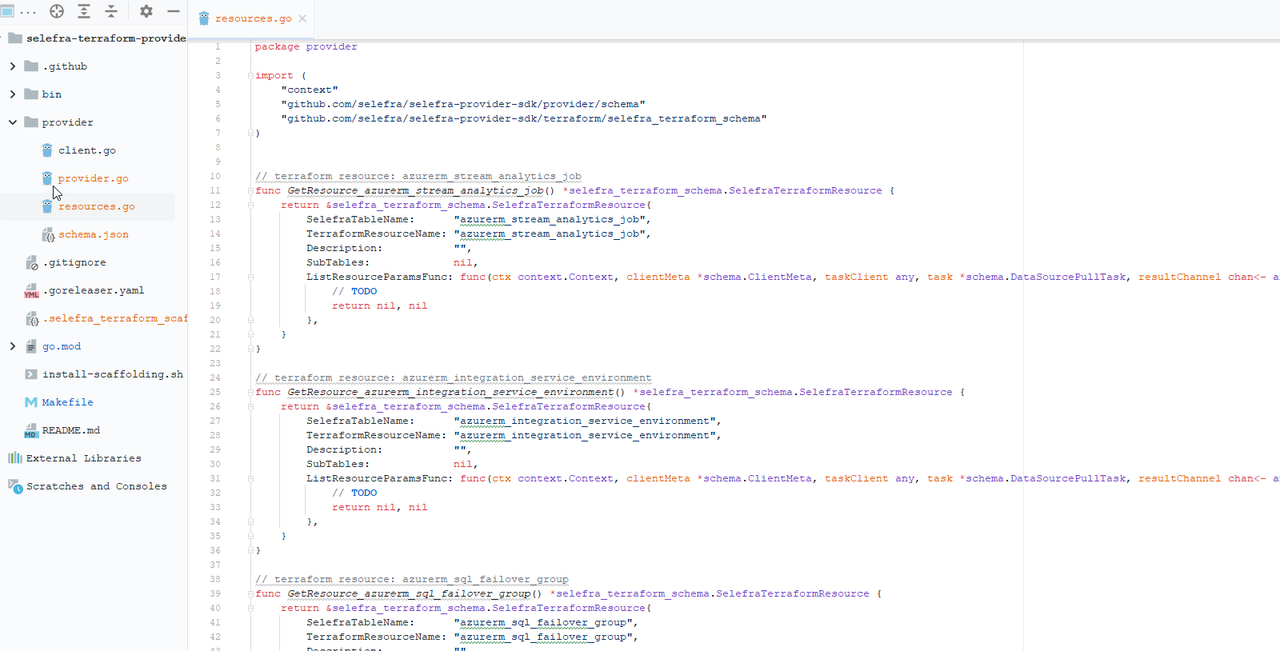 ...
selefra-terraform-provide
.github
bin
provider
client.go
provider.go
resources.go
schema.json
.gitignore
.goreleaser.yaml
.selefra_terraform_scaf
go.mod
install-scaffolding.sh
Makefile
README.md
External Libraries
Scratches and Consoles
resources.go
1 package provider
2
3 import (
4 "context"
5 "github.com/selefra/selefra-provider-sdk/provider/schema"
6 "github.com/selefra/selefra-provider-sdk/terraform/selefra_terraform_schema"
7 )
8
9
10 // terraform resource: azurerm_stream_analytics_job
11 func GetResource_azurerm_stream_analytics_job() *selefra_terraform_schema.SelefraTerraformResource {
12 return &selefra_terraform_schema.SelefraTerraformResource{
13 SelefraTableName: "azurerm_stream_analytics_job",
14 TerraformResourceName: "azurerm_stream_analytics_job",
15 Description: "",
16 SubTables: nil,
17 ListResourceParamsFunc: func(ctx context.Context, clientMeta *schema.ClientMeta, taskClient any, task *schema.DataSourcePullTask, resultChannel chan<- a
18 // TODO
19 return nil, nil
20 },
21 }
22 }
23
24 // terraform resource: azurerm_integration_service_environment
25 func GetResource_azurerm_integration_service_environment() *selefra_terraform_schema.SelefraTerraformResource {
26 return &selefra_terraform_schema.SelefraTerraformResource{
27 SelefraTableName: "azurerm_integration_service_environment",
28 TerraformResourceName: "azurerm_integration_service_environment",
29 Description: "",
30 SubTables: nil,
31 ListResourceParamsFunc: func(ctx context.Context, clientMeta *schema.ClientMeta, taskClient any, task *schema.DataSourcePullTask, resultChannel chan<- a
32 // TODO
33 return nil, nil
34 },
35 }
36 }
37
38 // terraform resource: azurerm_sql_failover_group
39 func GetResource_azurerm_sql_failover_group() *selefra_terraform_schema.SelefraTerraformResource {
40 return &selefra_terraform_schema.SelefraTerraformResource{
41 SelefraTableName: "azurerm_sql_failover_group",
42 TerraformResourceName: "azurerm_sql_failover_group",
43 Description: ""